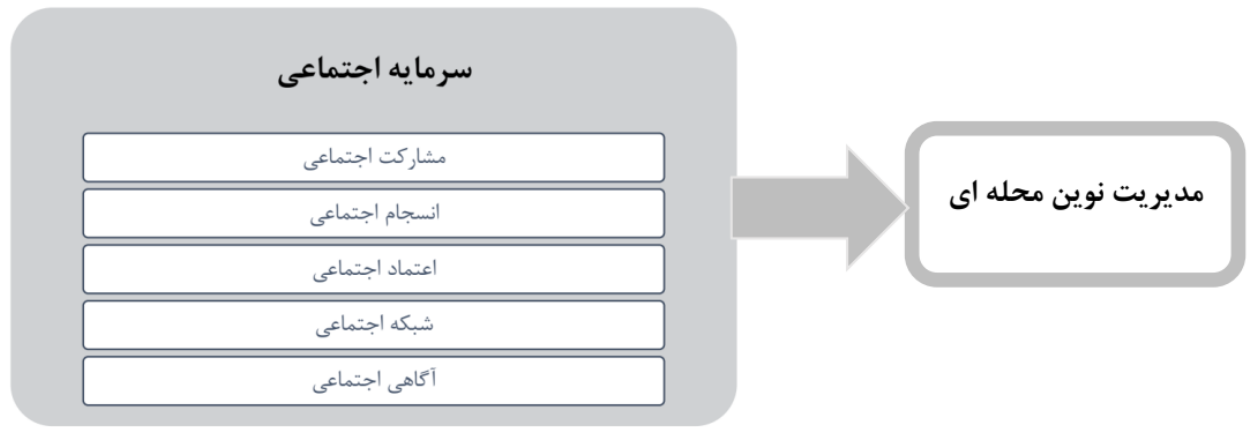 سرمایه اجتماعی
مشارکت اجتماعی
انسجام اجتماعی
اعتماد اجتماعی
شبکه اجتماعی
آگاهی اجتماعی
مدیریت نوین محله ای